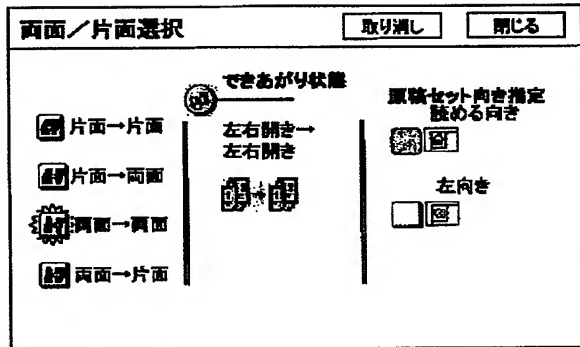 両面／片面選択
取り消し
閉じる
できあがり状態
片面→片面
片面→両面
両面→両面
両面→片面
左右開き→
左右開き
原稿セット向き指定
読める向き
左向き